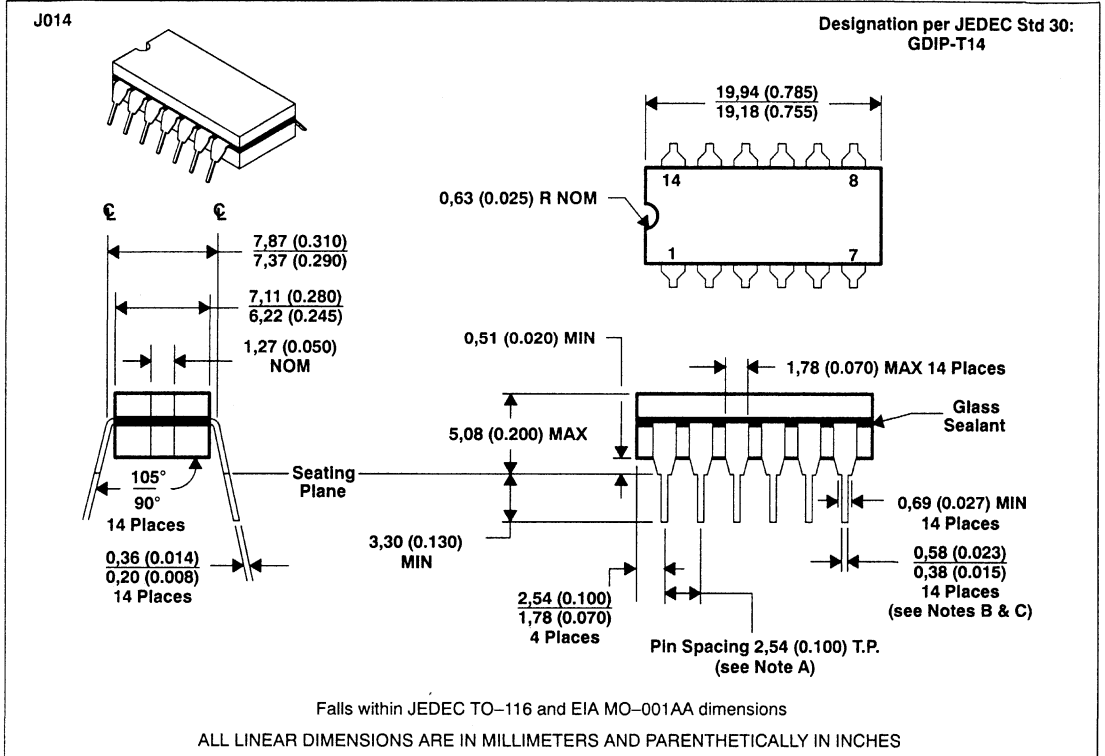 J014
Designation per JEDEC Std 30:
GDIP-T14
19,94 (0.785)
19,18 (0.755)
14
8
0,63 (0.025) R NOM
1
7
℄
℄
7,87 (0.310)
7,37 (0.290)
7,11 (0.280)
6,22 (0.245)
1,27 (0.050)
NOM
0,51 (0.020) MIN
1,78 (0.070) MAX 14 Places
Glass
Sealant
5,08 (0.200) MAX
Seating
Plane
105°
90°
14 Places
0,69 (0.027) MIN
14 Places
3,30 (0.130)
MIN
0,36 (0.014)
0,20 (0.008)
14 Places
0,58 (0.023)
0,38 (0.015)
14 Places
(see Notes B & C)
2,54 (0.100)
1,78 (0.070)
4 Places
Pin Spacing 2,54 (0.100) T.P.
(see Note A)
Falls within JEDEC TO–116 and EIA MO–001AA dimensions
ALL LINEAR DIMENSIONS ARE IN MILLIMETERS AND PARENTHETICALLY IN INCHES